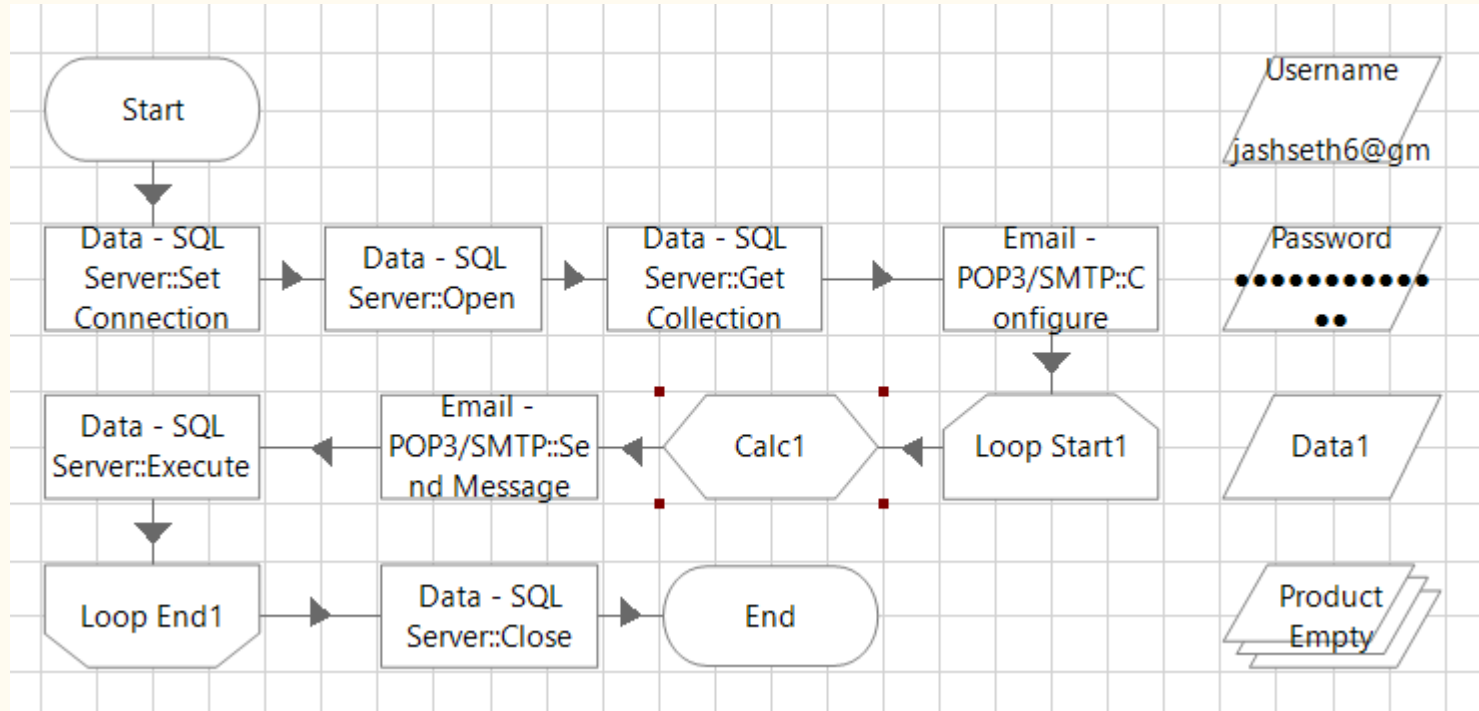 Start
Username
jashseth6@gm
Data - SQL
Server::Set
Connection
Data - SQL
Server::Open
Data - SQL
Server::Get
Collection
Email -
POP3/SMTP::C
onfigure
Password
●●●●●●●●●●●
●●
Data - SQL
Server::Execute
Email -
POP3/SMTP::Se
nd Message
Calc1
Loop Start1
Data1
Loop End1
Data - SQL
Server::Close
End
Product
Empty